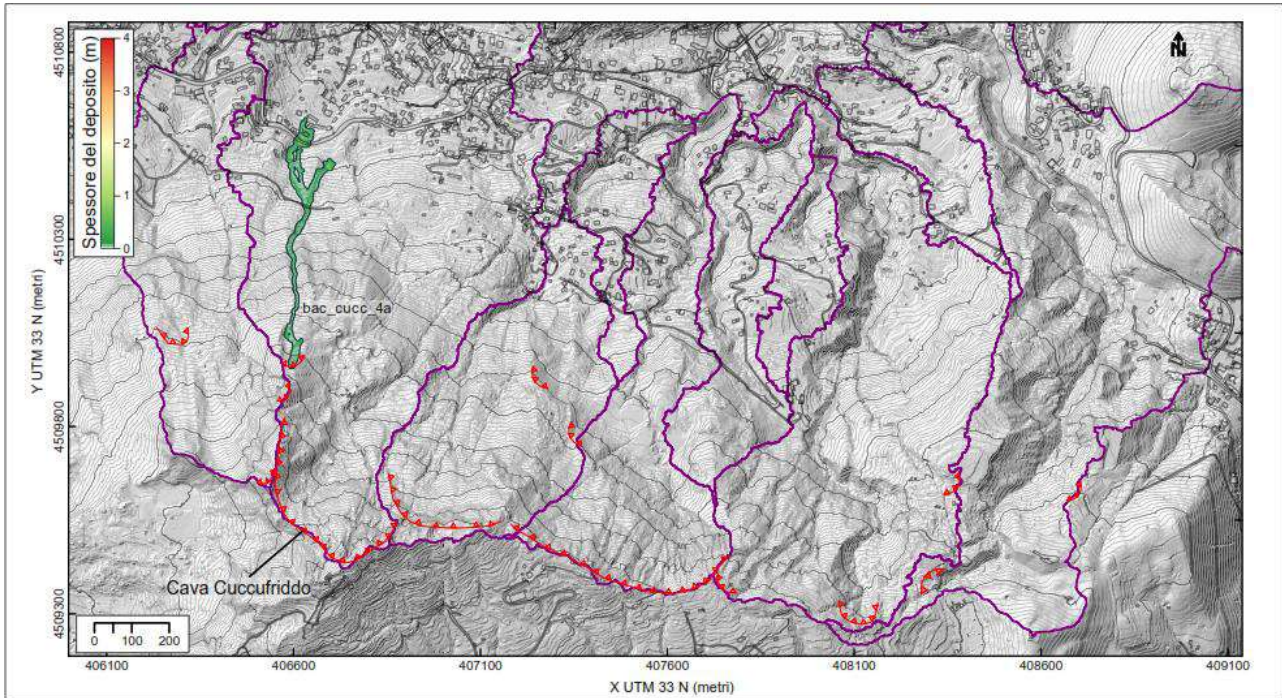 Spessore del deposito (m)
4
3
2
1
0
N
4510800
4510300
4509800
4509300
Y UTM 33 N (metri)
bac_cucc_4a
Cava Cuccufriddo
0 100 200
406100 406600 407100 407600 408100 408600 409100
X UTM 33 N (metri)